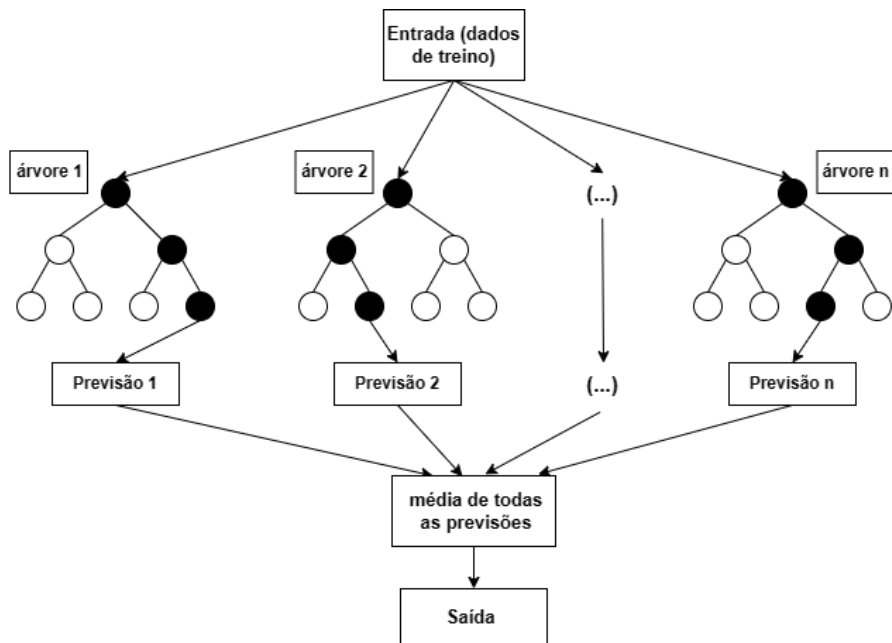 Entrada (dados
de treino)
árvore 1
árvore 2
(...)
árvore n
Previsão 1
Previsão 2
(...)
Previsão n
média de todas
as previsões
Saída